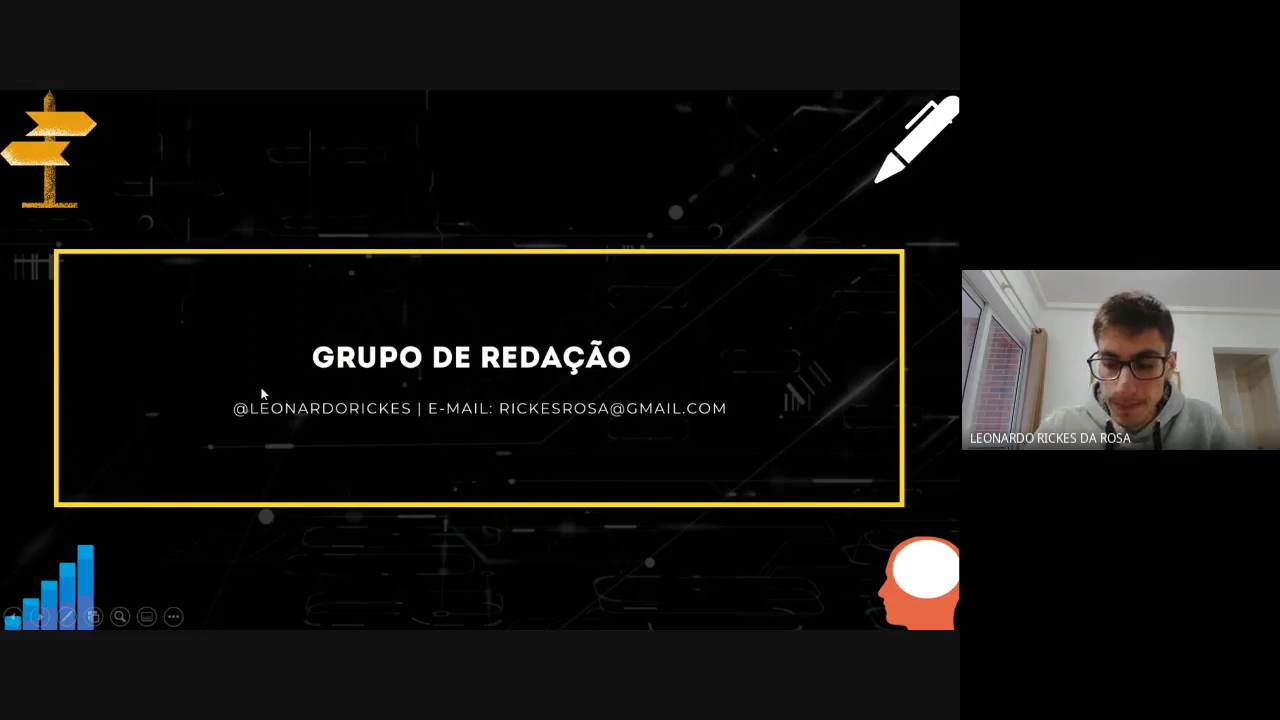 GRUPO DE REDAÇÃO
@LEONARDORICKES | E-MAIL: RICKESROSA@GMAIL.COM
LEONARDO RICKES DA ROSA